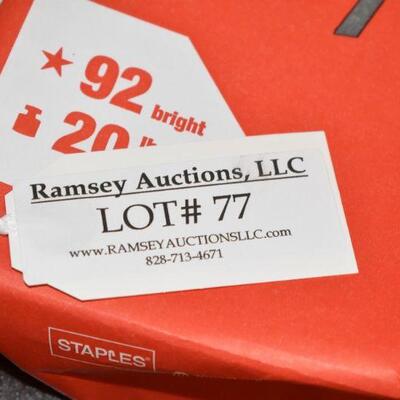 92 bright
20
Ramsey Auctions, LLC
LOT# 77
www.RAMSEYAUCTIONSLLC.com
828-713-4671
STAPLES